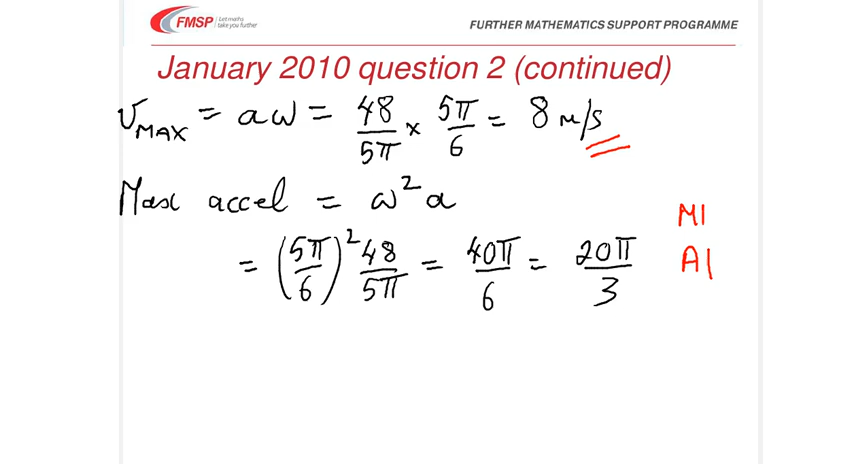 FMSP Let maths take you further FURTHER MATHEMATICS SUPPORT PROGRAMME
January 2010 question 2 (continued)
V_MAX = aω = 48/5π × 5π/6 = 8 m/s
Max accel = ω²a
= (5π/6)² 48/5π = 40π/6 = 20π/3
M1
A1